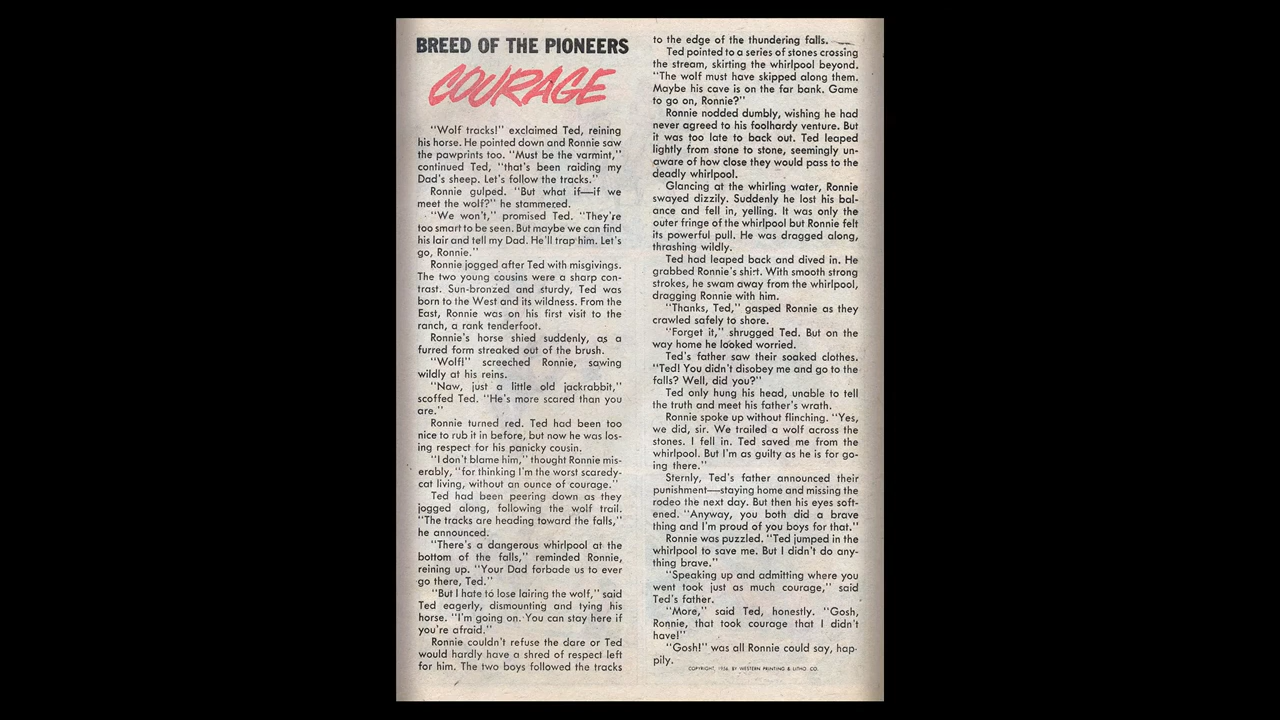 BREED OF THE PIONEERS
COURAGE
"Wolf tracks!" exclaimed Ted, reining
his horse. He pointed down and Ronnie saw
the pawprints too. "Must be the varmint,"
continued Ted, "that's been raiding my
Dad's sheep. Let's follow the tracks."
Ronnie gulped. "But what if—if we
meet the wolf?" he stammered.
"We won't," promised Ted. "They're
too smart to be seen. But maybe we can find
his lair and tell my Dad. He'll trap him. Let's
go, Ronnie."
Ronnie jogged after Ted with misgivings.
The two young cousins were a sharp con-
trast. Sun-bronzed and sturdy, Ted was
born to the West and its wildness. From the
East, Ronnie was on his first visit to the
ranch, a rank tenderfoot.
Ronnie's horse shied suddenly, as a
furred form streaked out of the brush.
"Wolf!" screeched Ronnie, sawing
wildly at his reins.
"Naw, just a little old jackrabbit,"
scoffed Ted. "He's more scared than you
are."
Ronnie turned red. Ted had been too
nice to rub it in before, but now he was los-
ing respect for his panicky cousin.
"I don't blame him," thought Ronnie mis-
erably, "for thinking I'm the worst scaredy-
cat living, without an ounce of courage."
Ted had been peering down as they
jogged along, following the wolf trail.
"The tracks are heading toward the falls,"
he announced.
"There's a dangerous whirlpool at the
bottom of the falls," reminded Ronnie,
reining up. "Your Dad forbade us to ever
go there, Ted."
"But I hate to lose lairing the wolf," said
Ted eagerly, dismounting and tying his
horse. "I'm going on. You can stay here if
you're afraid."
Ronnie couldn't refuse the dare or Ted
would hardly have a shred of respect left
for him. The two boys followed the tracks
to the edge of the thundering falls.
Ted pointed to a series of stones crossing
the stream, skirting the whirlpool beyond.
"The wolf must have skipped along them.
Maybe his cave is on the far bank. Game
to go on, Ronnie?"
Ronnie nodded dumbly, wishing he had
never agreed to his foolhardy venture. But
it was too late to back out. Ted leaped
lightly from stone to stone, seemingly un-
aware of how close they would pass to the
deadly whirlpool.
Glancing at the whirling water, Ronnie
swayed dizzily. Suddenly he lost his bal-
ance and fell in, yelling. It was only the
outer fringe of the whirlpool but Ronnie felt
its powerful pull. He was dragged along,
thrashing wildly.
Ted had leaped back and dived in. He
grabbed Ronnie's shirt. With smooth strong
strokes, he swam away from the whirlpool,
dragging Ronnie with him.
"Thanks, Ted," gasped Ronnie as they
crawled safely to shore.
"Forget it," shrugged Ted. But on the
way home he looked worried.
Ted's father saw their soaked clothes.
"Ted! You didn't disobey me and go to the
falls? Well, did you?"
Ted only hung his head, unable to tell
the truth and meet his father's wrath.
Ronnie spoke up without flinching. "Yes,
we did, sir. We trailed a wolf across the
stones. I fell in. Ted saved me from the
whirlpool. But I'm as guilty as he is for go-
ing there."
Sternly, Ted's father announced their
punishment—staying home and missing the
rodeo the next day. But then his eyes soft-
ened. "Anyway, you both did a brave
thing and I'm proud of you boys for that."
Ronnie was puzzled. "Ted jumped in the
whirlpool to save me. But I didn't do any-
thing brave."
"Speaking up and admitting where you
went took just as much courage," said
Ted's father.
"More," said Ted, honestly. "Gosh,
Ronnie, that took courage that I didn't
have!"
"Gosh!" was all Ronnie could say, hap-
pily.
COPYRIGHT, 1956, BY WESTERN PRINTING & LITHO. CO.